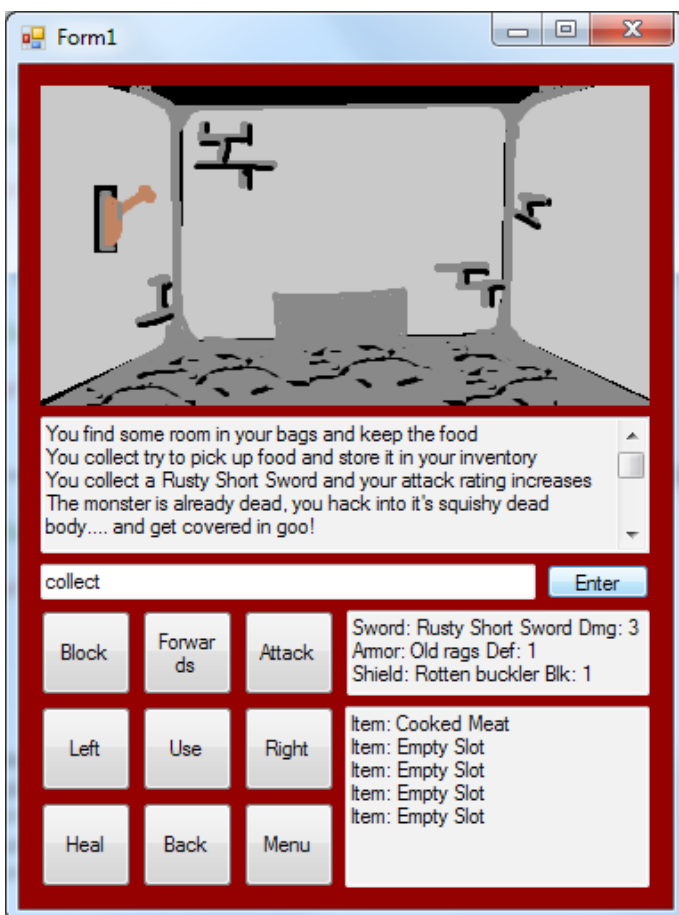 Form1
You find some room in your bags and keep the food
You collect try to pick up food and store it in your inventory
You collect a Rusty Short Sword and your attack rating increases
The monster is already dead, you hack into it's squishy dead
body.... and get covered in goo!
collect
Enter
Block
Forwar
ds
Attack
Sword: Rusty Short Sword Dmg: 3
Armor: Old rags Def: 1
Shield: Rotten buckler Blk: 1
Left
Use
Right
Item: Cooked Meat
Item: Empty Slot
Item: Empty Slot
Item: Empty Slot
Item: Empty Slot
Heal
Back
Menu